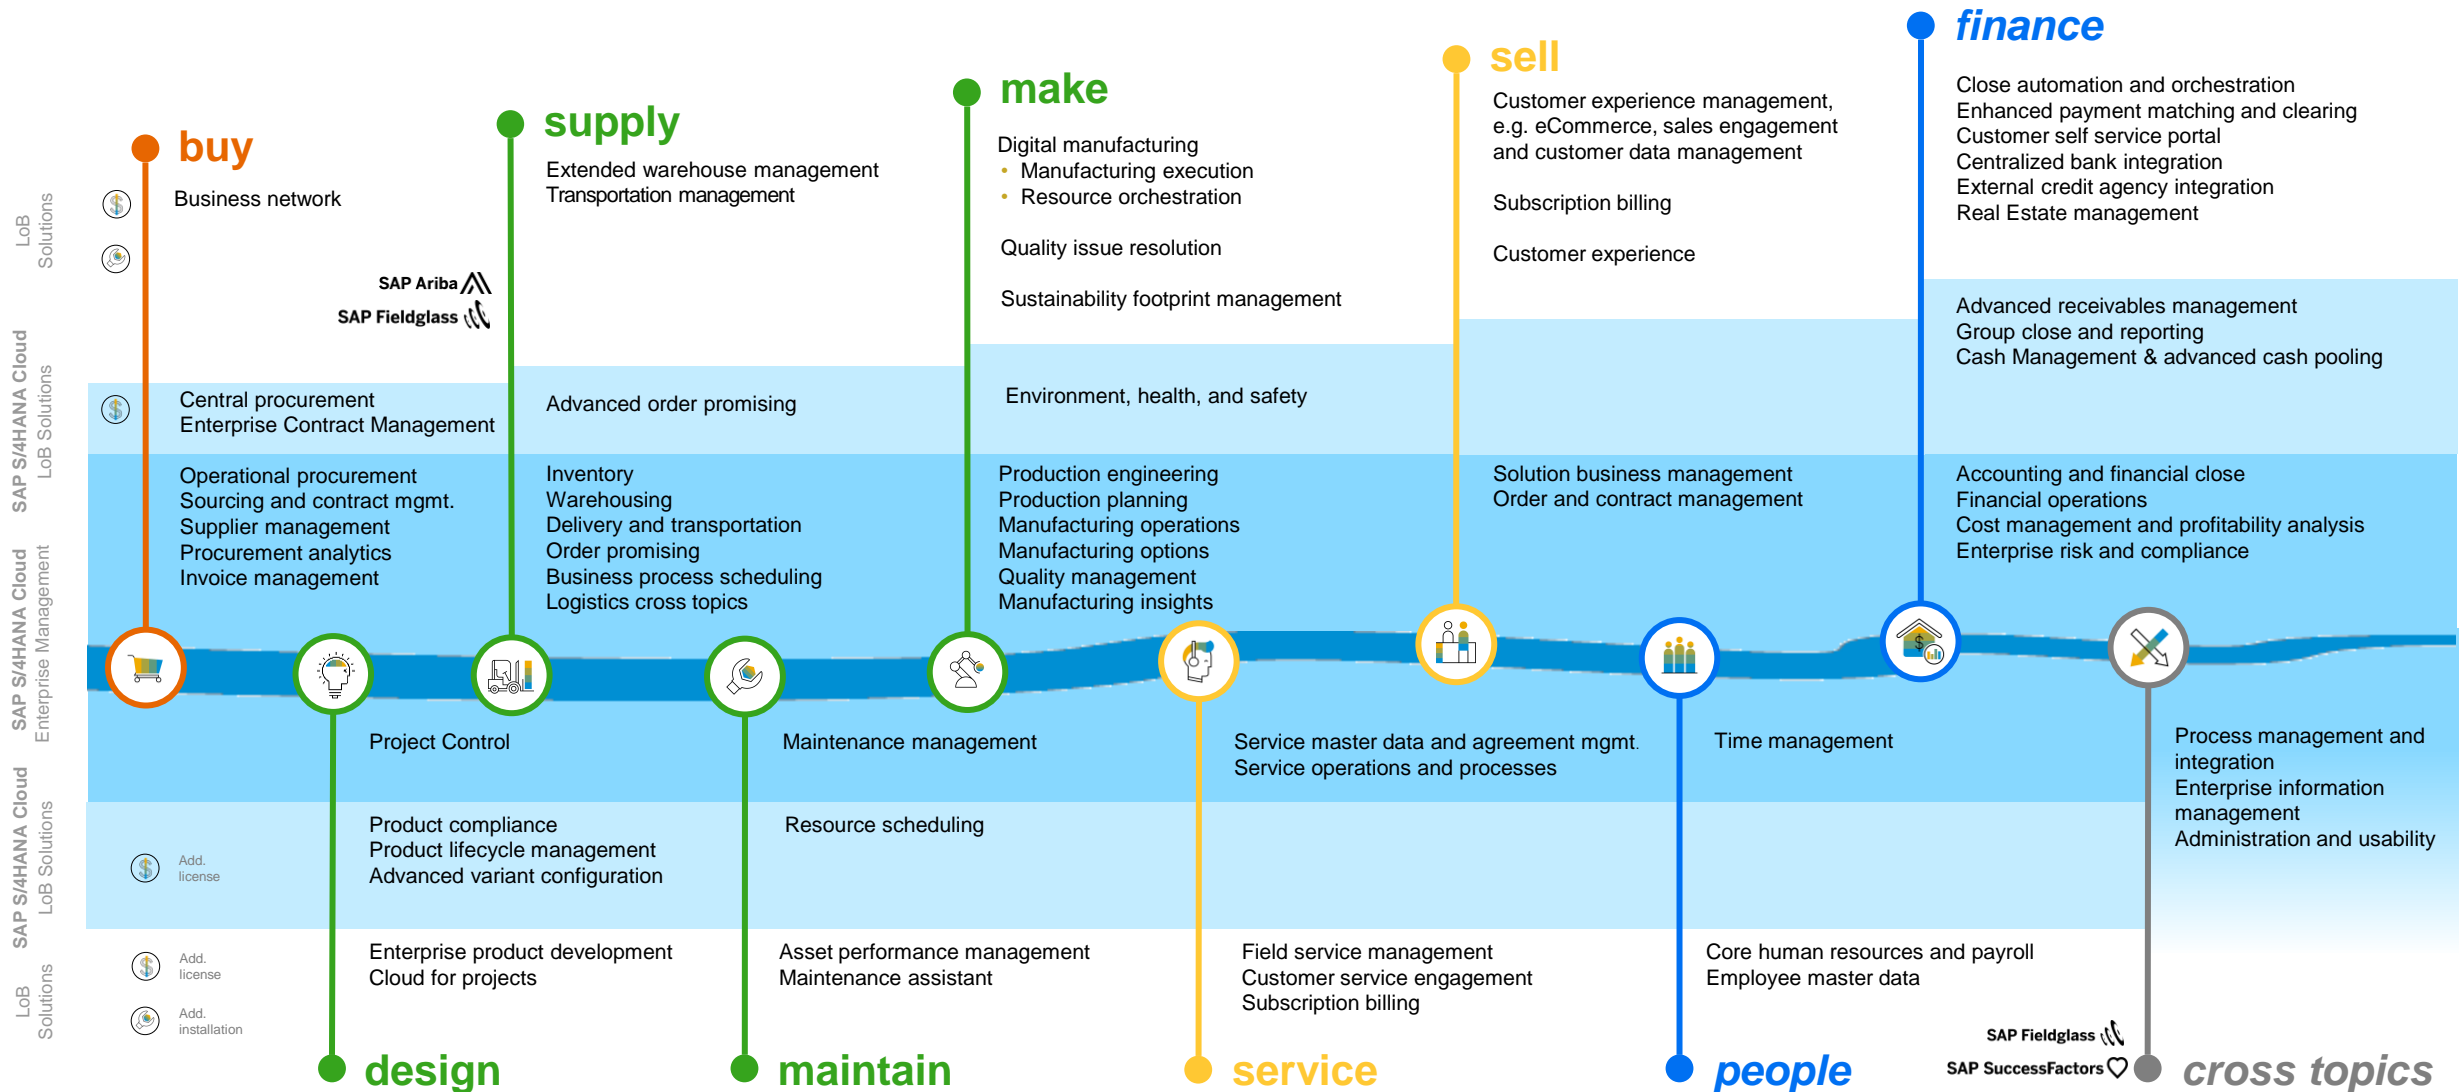 buy
Business network
SAP Ariba
SAP Fieldglass
Central procurement
Enterprise Contract Management
Operational procurement
Sourcing and contract mgmt.
Supplier management
Procurement analytics
Invoice management
supply
Extended warehouse management
Transportation management
Advanced order promising
Inventory
Warehousing
Delivery and transportation
Order promising
Business process scheduling
Logistics cross topics
make
Digital manufacturing
• Manufacturing execution
• Resource orchestration
Quality issue resolution
Sustainability footprint management
Environment, health, and safety
Production engineering
Production planning
Manufacturing operations
Manufacturing options
Quality management
Manufacturing insights
sell
Customer experience management,
e.g. eCommerce, sales engagement
and customer data management
Subscription billing
Customer experience
Solution business management
Order and contract management
finance
Close automation and orchestration
Enhanced payment matching and clearing
Customer self service portal
Centralized bank integration
External credit agency integration
Real Estate management
Advanced receivables management
Group close and reporting
Cash Management & advanced cash pooling
Accounting and financial close
Financial operations
Cost management and profitability analysis
Enterprise risk and compliance
LoB
Solutions
SAP S/4HANA Cloud
LoB Solutions
SAP S/4HANA Cloud
Enterprise Management
SAP S/4HANA Cloud
LoB Solutions
LoB
Solutions
Add.
license
Add.
license
Add.
installation
Project Control
Product compliance
Product lifecycle management
Advanced variant configuration
Enterprise product development
Cloud for projects
design
Maintenance management
Resource scheduling
Asset performance management
Maintenance assistant
maintain
Service master data and agreement mgmt.
Service operations and processes
Field service management
Customer service engagement
Subscription billing
service
Time management
Core human resources and payroll
Employee master data
people
SAP Fieldglass
SAP SuccessFactors
Process management and
integration
Enterprise information
management
Administration and usability
cross topics